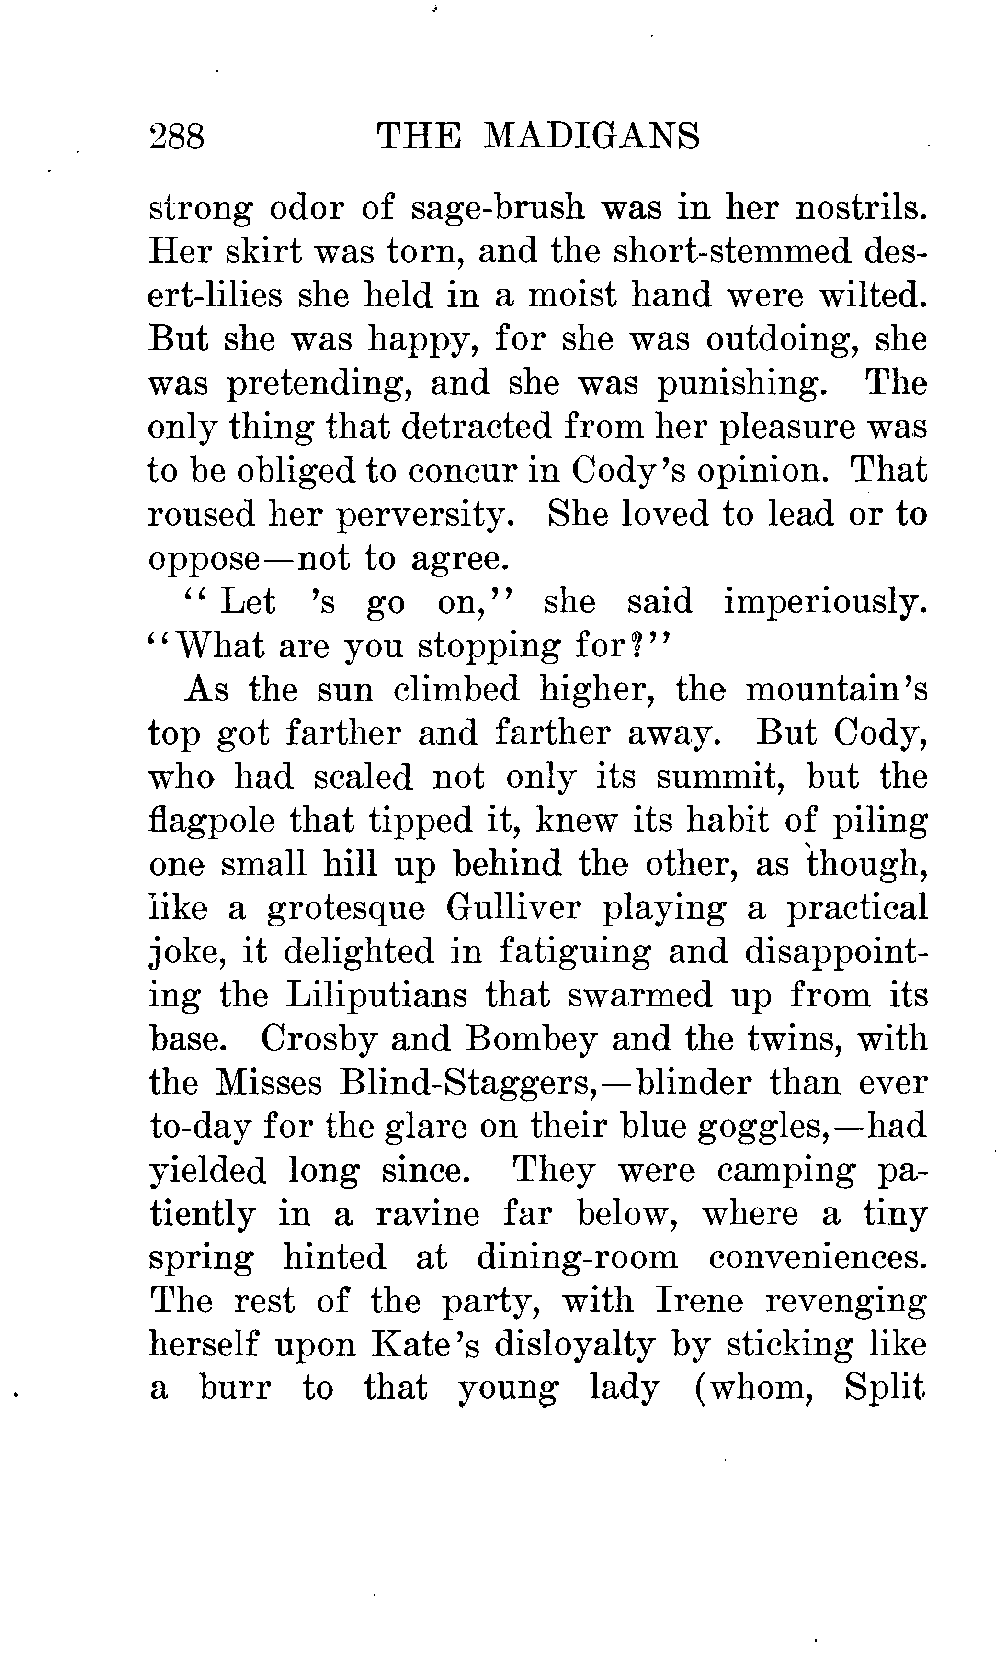 288 THE MADIGANS
strong odor of sage-brush was in her nostrils.
Her skirt was torn, and the short-stemmed des-
ert-lilies she held in a moist hand were wilted.
But she was happy, for she was outdoing, she
was pretending, and she was punishing. The
only thing that detracted from her pleasure was
to be obliged to concur in Cody's opinion. That
roused her perversity. She loved to lead or to
oppose—not to agree.
" Let 's go on," she said imperiously.
"What are you stopping for?"
As the sun climbed higher, the mountain's
top got farther and farther away. But Cody,
who had scaled not only its summit, but the
flagpole that tipped it, knew its habit of piling
one small hill up behind the other, as though,
like a grotesque Gulliver playing a practical
joke, it delighted in fatiguing and disappoint-
ing the Liliputians that swarmed up from its
base. Crosby and Bombey and the twins, with
the Misses Blind-Staggers,—blinder than ever
to-day for the glare on their blue goggles,—had
yielded long since. They were camping pa-
tiently in a ravine far below, where a tiny
spring hinted at dining-room conveniences.
The rest of the party, with Irene revenging
herself upon Kate's disloyalty by sticking like
a burr to that young lady (whom, Split